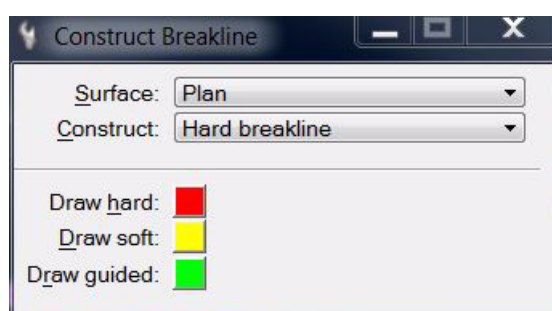 Construct Breakline
Surface: Plan
Construct: Hard breakline
Draw hard:
Draw soft:
Draw guided: